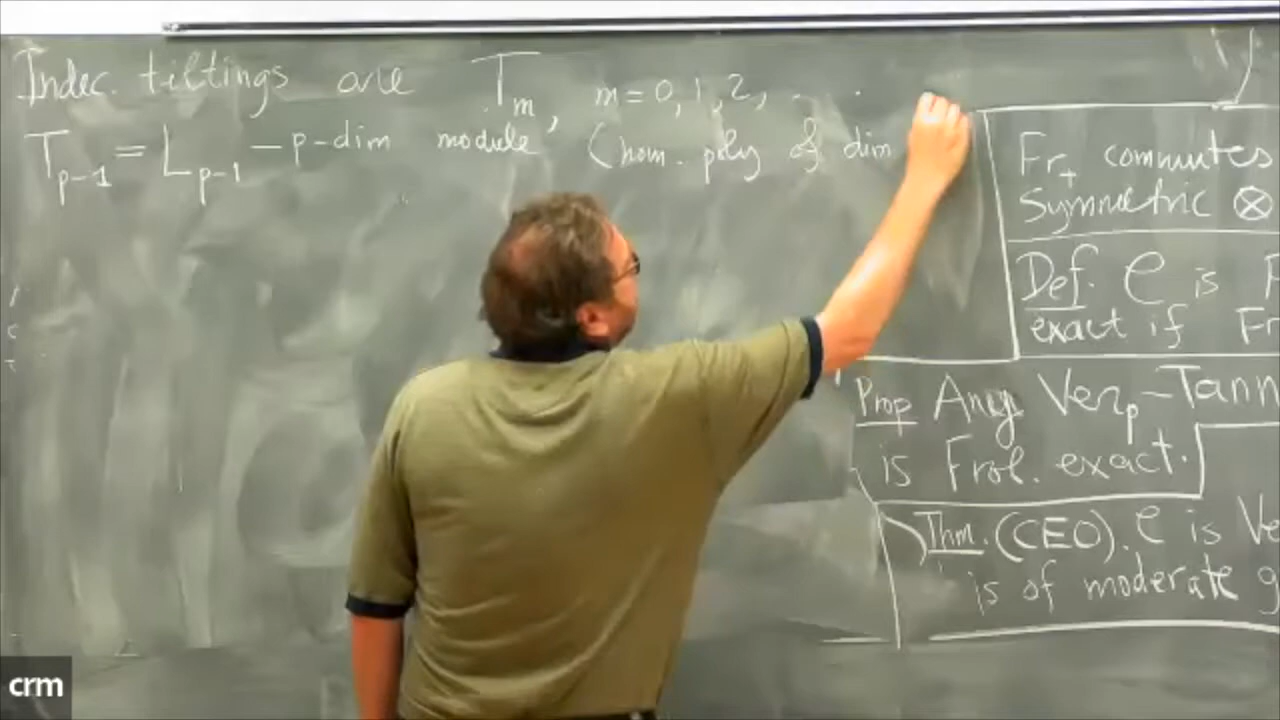 Indec. tiltings are T_m, m=0,1,2, . . .
T_{p-1} = L_{p-1} – p-dim module (hom. poly of dim
Fr_+ commutes
Symmetric ⊗
Def. C is
exact if Fr
Prop Any Ver_p – Tann
is Frob. exact.
Thm. (CEO). C is Ve
is of moderate g
crm